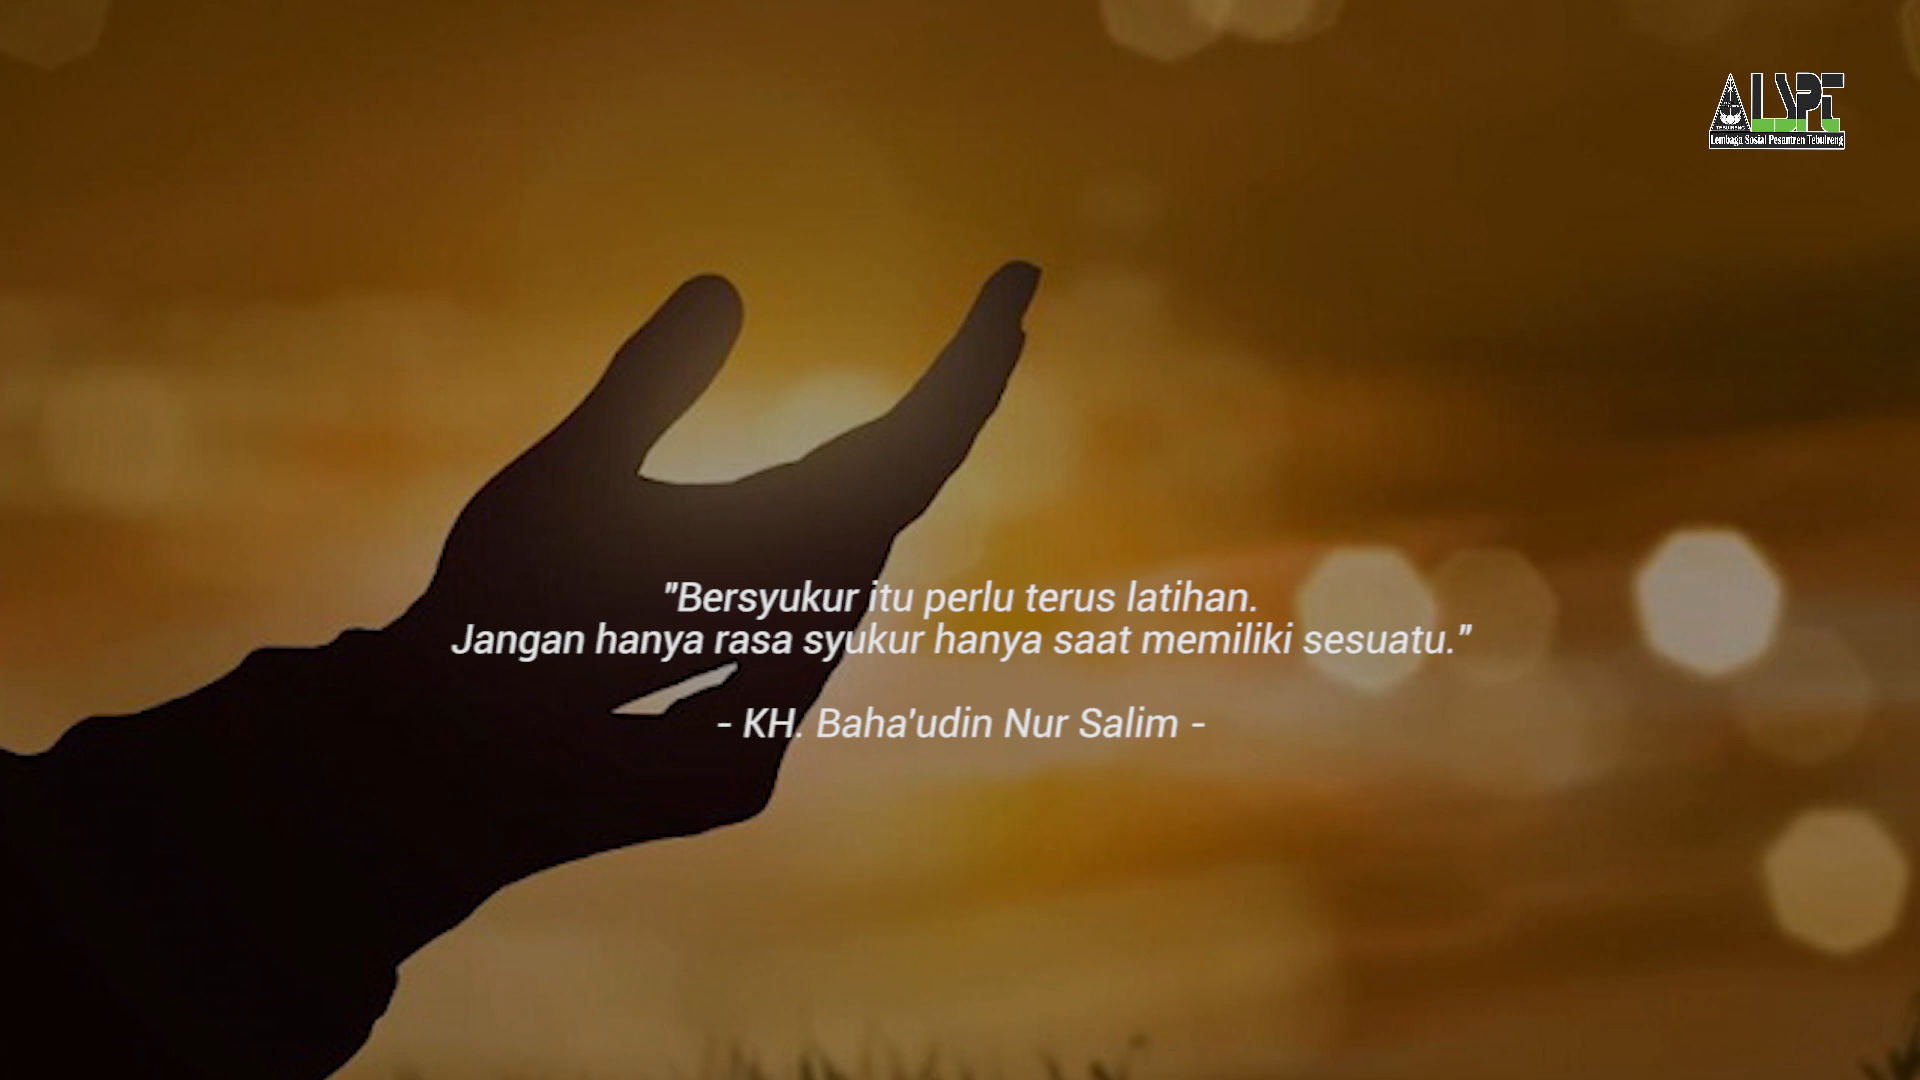 LSPT
TEBUIRENG
Lembaga Sosial Pesantren Tebuireng
"Bersyukur itu perlu terus latihan.
Jangan hanya rasa syukur hanya saat memiliki sesuatu."
- KH. Baha'udin Nur Salim -